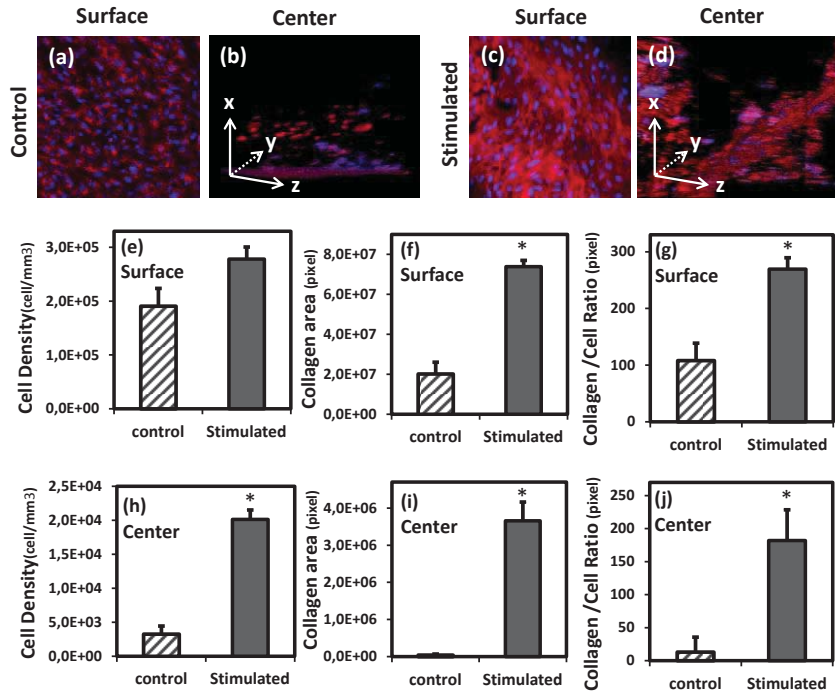 Surface Center Surface Center
Control
(a)
(b)
x
y
z
Stimulated
(c)
(d)
x
y
z
Cell Density(cell/mm3)
3,0E+05
2,0E+05
1,0E+05
0,0E+00
(e)
Surface
control Stimulated
Collagen area (pixel)
8,0E+07
6,0E+07
4,0E+07
2,0E+07
0,0E+00
(f)
Surface
*
control Stimulated
Collagen /Cell Ratio (pixel)
300
200
100
0
(g)
Surface
*
control Stimulated
Cell Density(cell/mm3)
2,5E+04
2,0E+04
1,5E+04
1,0E+04
5,0E+03
0,0E+00
(h)
Center
*
control Stimulated
Collagen area (pixel)
4,0E+06
3,0E+06
2,0E+06
1,0E+06
0,0E+00
(i)
Center
*
control Stimulated
Collagen /Cell Ratio (pixel)
250
200
150
100
50
0
(j)
Center
*
control Stimulated